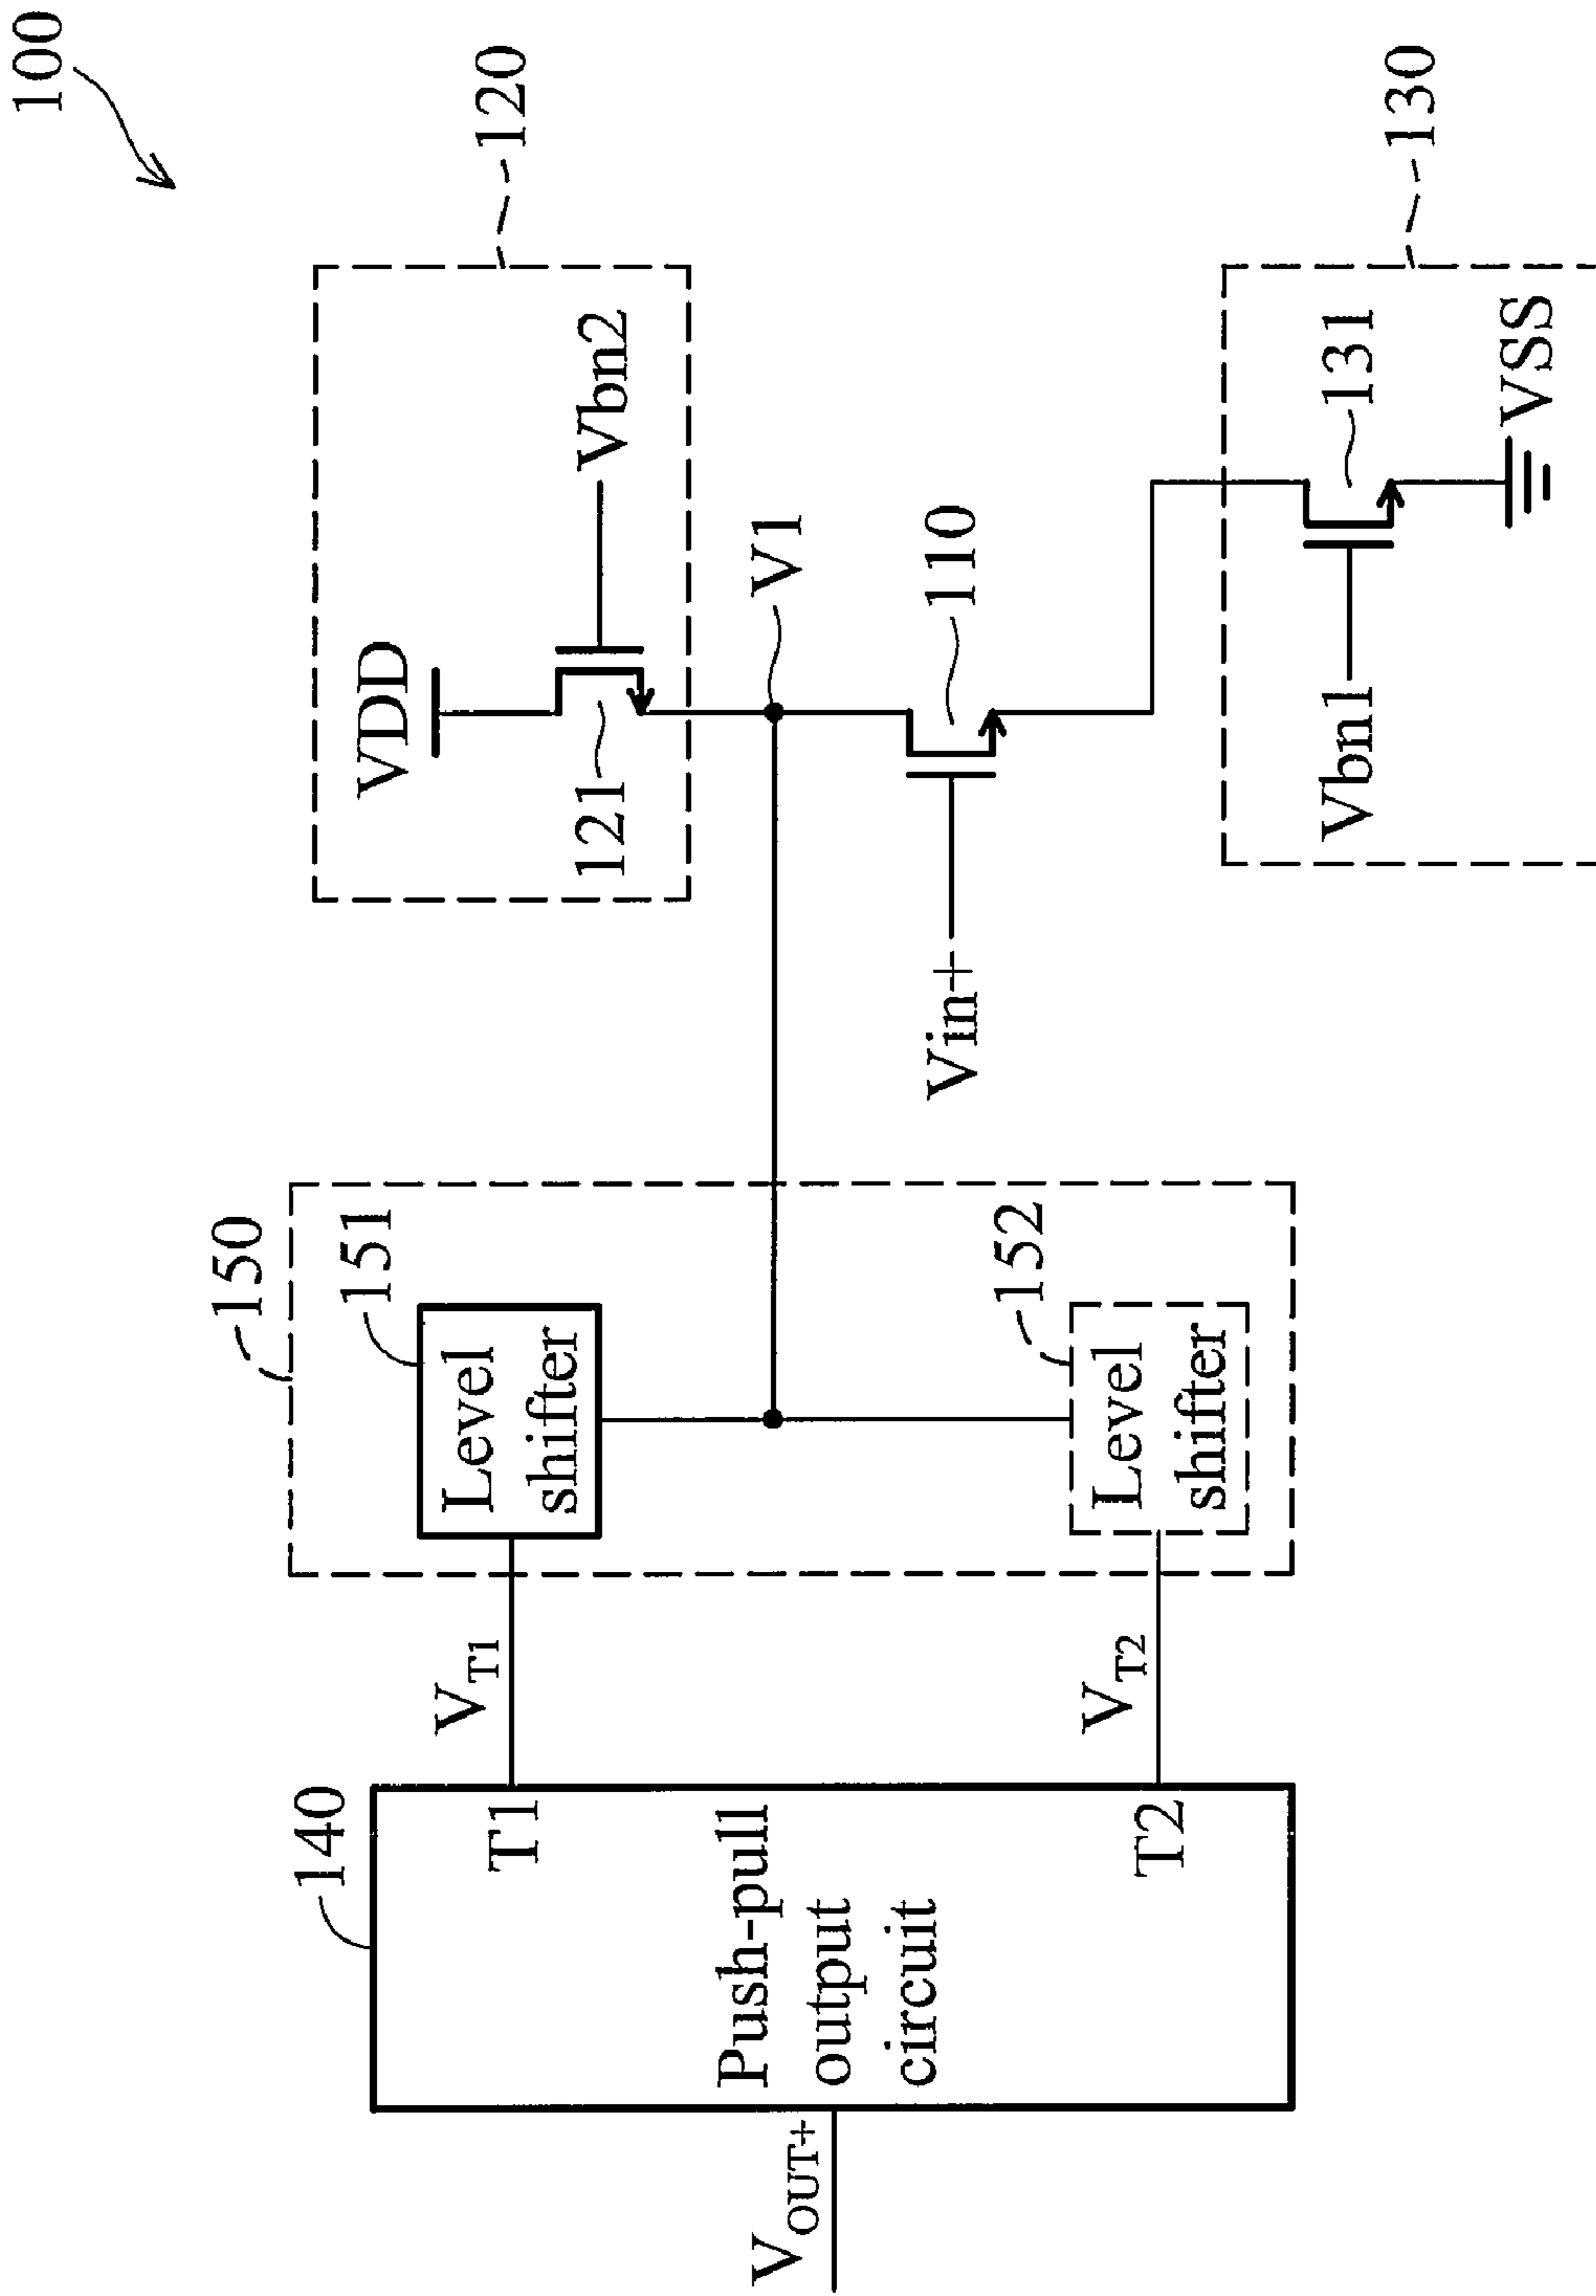 100
120
VDD
Vbn2
121
V1
110
Vin+
130
131
VSS
Vbn1
150
151
Level
shifter
152
Level
shifter
VT1
VT2
140
T1
Push-pull
output
circuit
T2
VOUT+